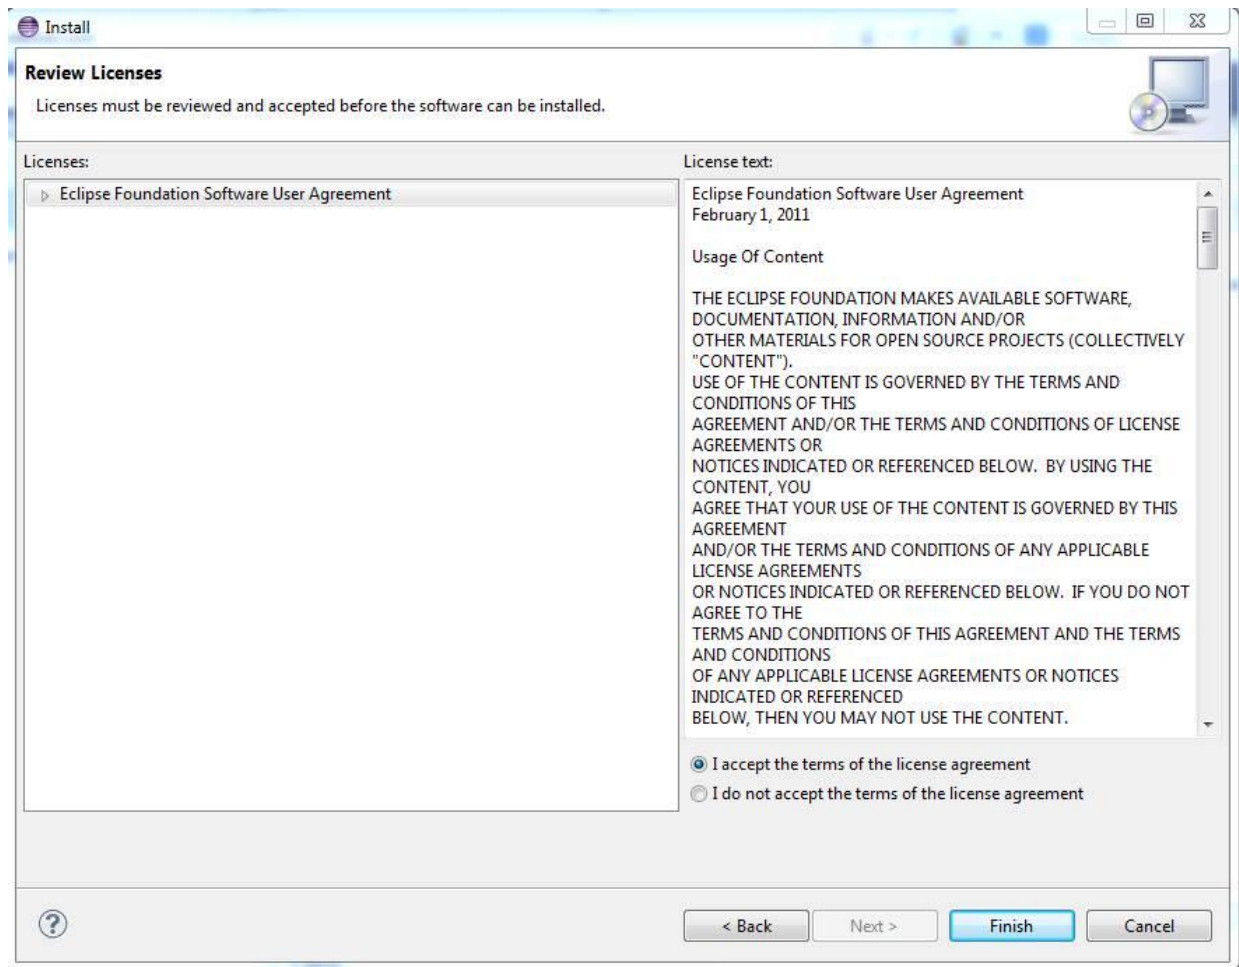 Install
Review Licenses
Licenses must be reviewed and accepted before the software can be installed.
Licenses:
Eclipse Foundation Software User Agreement
License text:
Eclipse Foundation Software User Agreement
February 1, 2011
Usage Of Content
THE ECLIPSE FOUNDATION MAKES AVAILABLE SOFTWARE,
DOCUMENTATION, INFORMATION AND/OR
OTHER MATERIALS FOR OPEN SOURCE PROJECTS (COLLECTIVELY
"CONTENT").
USE OF THE CONTENT IS GOVERNED BY THE TERMS AND
CONDITIONS OF THIS
AGREEMENT AND/OR THE TERMS AND CONDITIONS OF LICENSE
AGREEMENTS OR
NOTICES INDICATED OR REFERENCED BELOW.  BY USING THE
CONTENT, YOU
AGREE THAT YOUR USE OF THE CONTENT IS GOVERNED BY THIS
AGREEMENT
AND/OR THE TERMS AND CONDITIONS OF ANY APPLICABLE
LICENSE AGREEMENTS
OR NOTICES INDICATED OR REFERENCED BELOW.  IF YOU DO NOT
AGREE TO THE
TERMS AND CONDITIONS OF THIS AGREEMENT AND THE TERMS
AND CONDITIONS
OF ANY APPLICABLE LICENSE AGREEMENTS OR NOTICES
INDICATED OR REFERENCED
BELOW, THEN YOU MAY NOT USE THE CONTENT.
I accept the terms of the license agreement
I do not accept the terms of the license agreement
< Back
Next >
Finish
Cancel